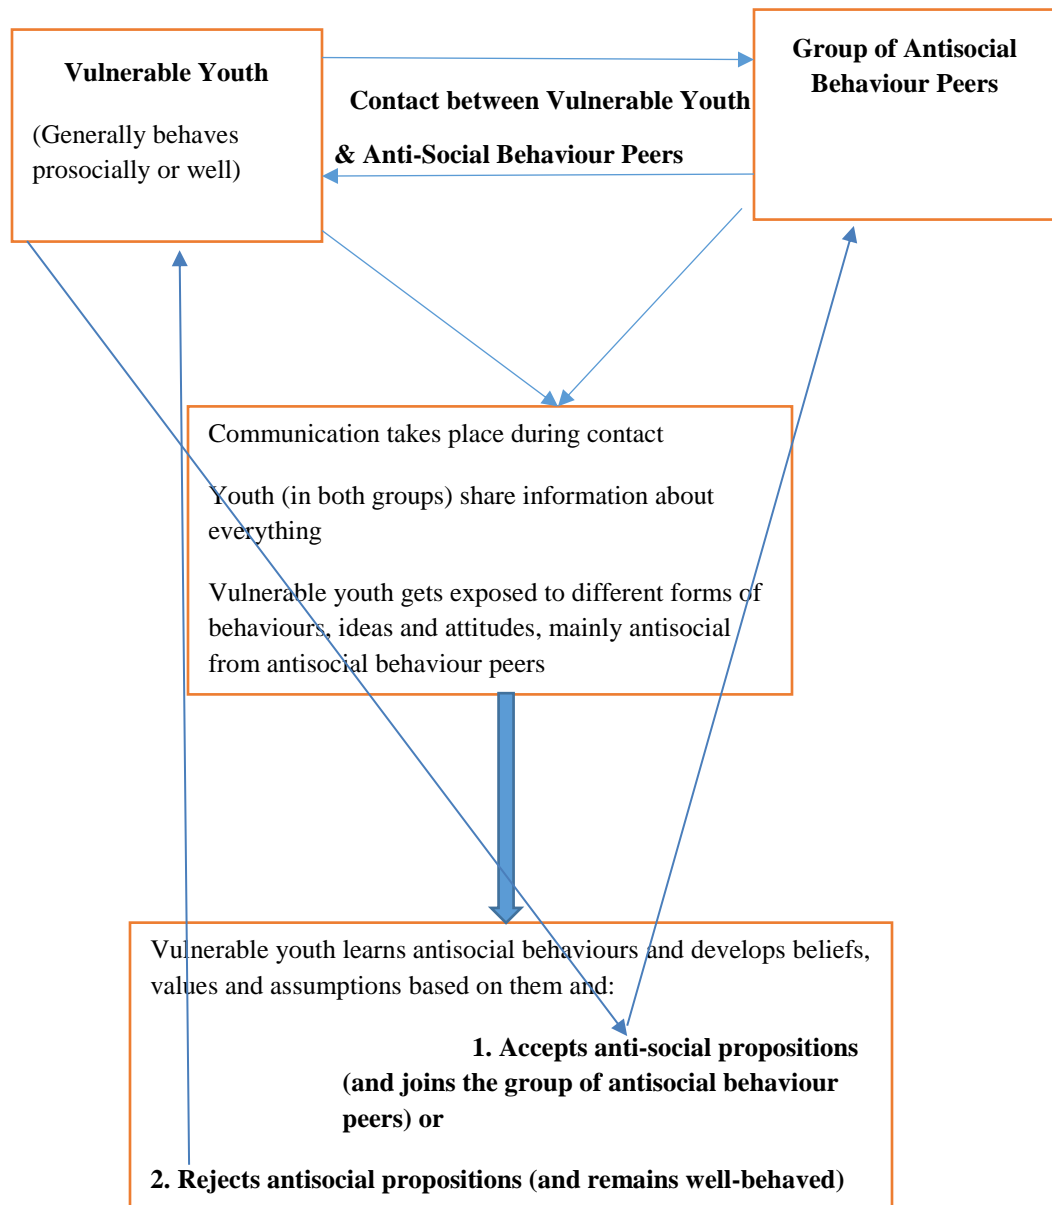 Vulnerable Youth
(Generally behaves
prosocially or well)
Contact between Vulnerable Youth
& Anti-Social Behaviour Peers
Group of Antisocial
Behaviour Peers
Communication takes place during contact
Youth (in both groups) share information about
everything
Vulnerable youth gets exposed to different forms of
behaviours, ideas and attitudes, mainly antisocial
from antisocial behaviour peers
Vulnerable youth learns antisocial behaviours and develops beliefs,
values and assumptions based on them and:
1. Accepts anti-social propositions
(and joins the group of antisocial behaviour
peers) or
2. Rejects antisocial propositions (and remains well-behaved)